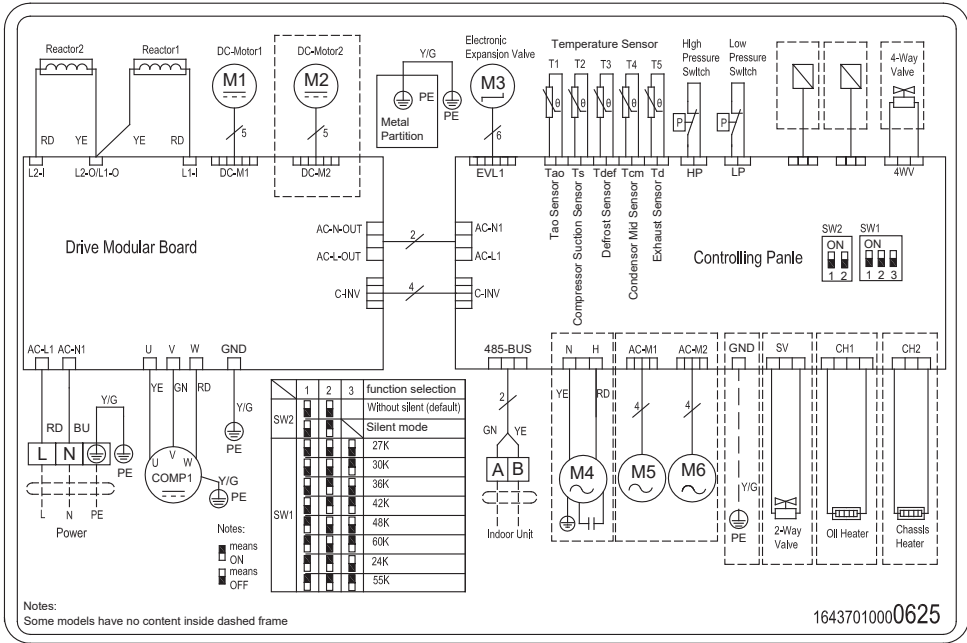 Reactor2 Reactor1 DC-Motor1 DC-Motor2
M1 M2
RD YE YE RD 5 5
L2-I L2-O/L1-O L1-I DC-M1 DC-M2
Y/G
PE
PE
Metal
Partition
Electronic
Expansion Valve
M3
6
EVL1
Temperature Sensor
T1 T2 T3 T4 T5
θ θ θ θ θ
Tao Ts Tdef Tcm Td
Tao Sensor
Compressor Suction Sensor
Defrost Sensor
Condensor Mid Sensor
Exhaust Sensor
High
Pressure
Switch
P
HP
Low
Pressure
Switch
P
LP
4-Way
Valve
4WV
Drive Modular Board
AC-N-OUT 2 AC-N1
AC-L-OUT AC-L1
C-INV 4 C-INV
Controlling Panle
SW2 SW1
ON ON
1 2 1 2 3
AC-L1 AC-N1 U V W GND
RD BU Y/G
L N
PE
L N PE
Power
YE GN RD
U V W
COMP1
Y/G
PE
Y/G
PE
Notes:
means
ON
means
OFF
1 2 3 function selection
SW2 Without silent (default)
Silent mode
SW1 27K
30K
36K
42K
48K
60K
24K
55K
485-BUS
2
GN YE
A B
Indoor Unit
N H
YE RD
M4
AC-M1 AC-M2
4 4
M5 M6
GND
Y/G
PE
SV
2-Way
Valve
CH1
Oil Heater
CH2
Chassis
Heater
Notes:
Some models have no content inside dashed frame
16437010000625